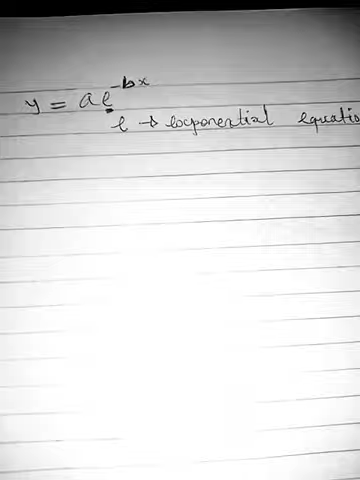 y = ae^{-bx}
e → exponential equatio